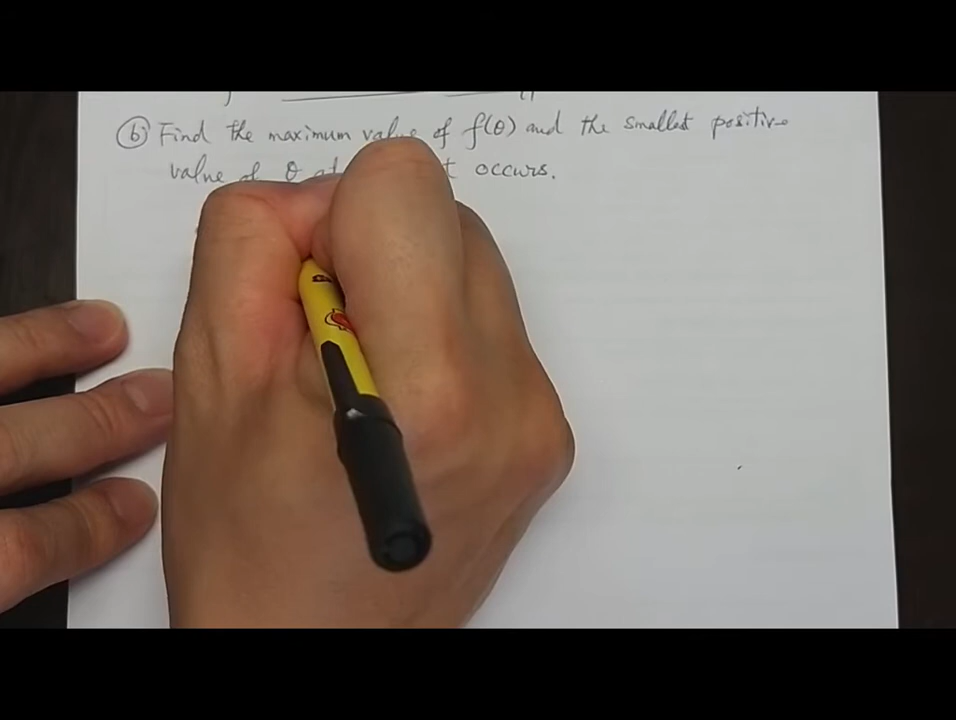 (b) Find the maximum value of f(θ) and the smallest positive
value of θ at occurs.